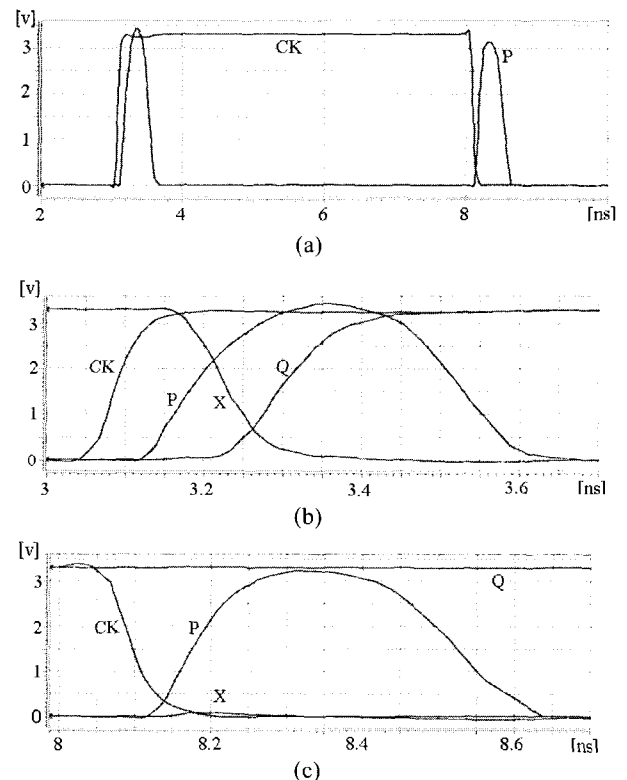 [v]
3
CK
P
2
1
0
2 4 6 8 [ns]
(a)
[v]
3
CK
P
X
Q
2
1
0
3 3.2 3.4 3.6 [ns]
(b)
[v]
3
Q
CK
P
2
1
X
0
8 8.2 8.4 8.6 [ns]
(c)